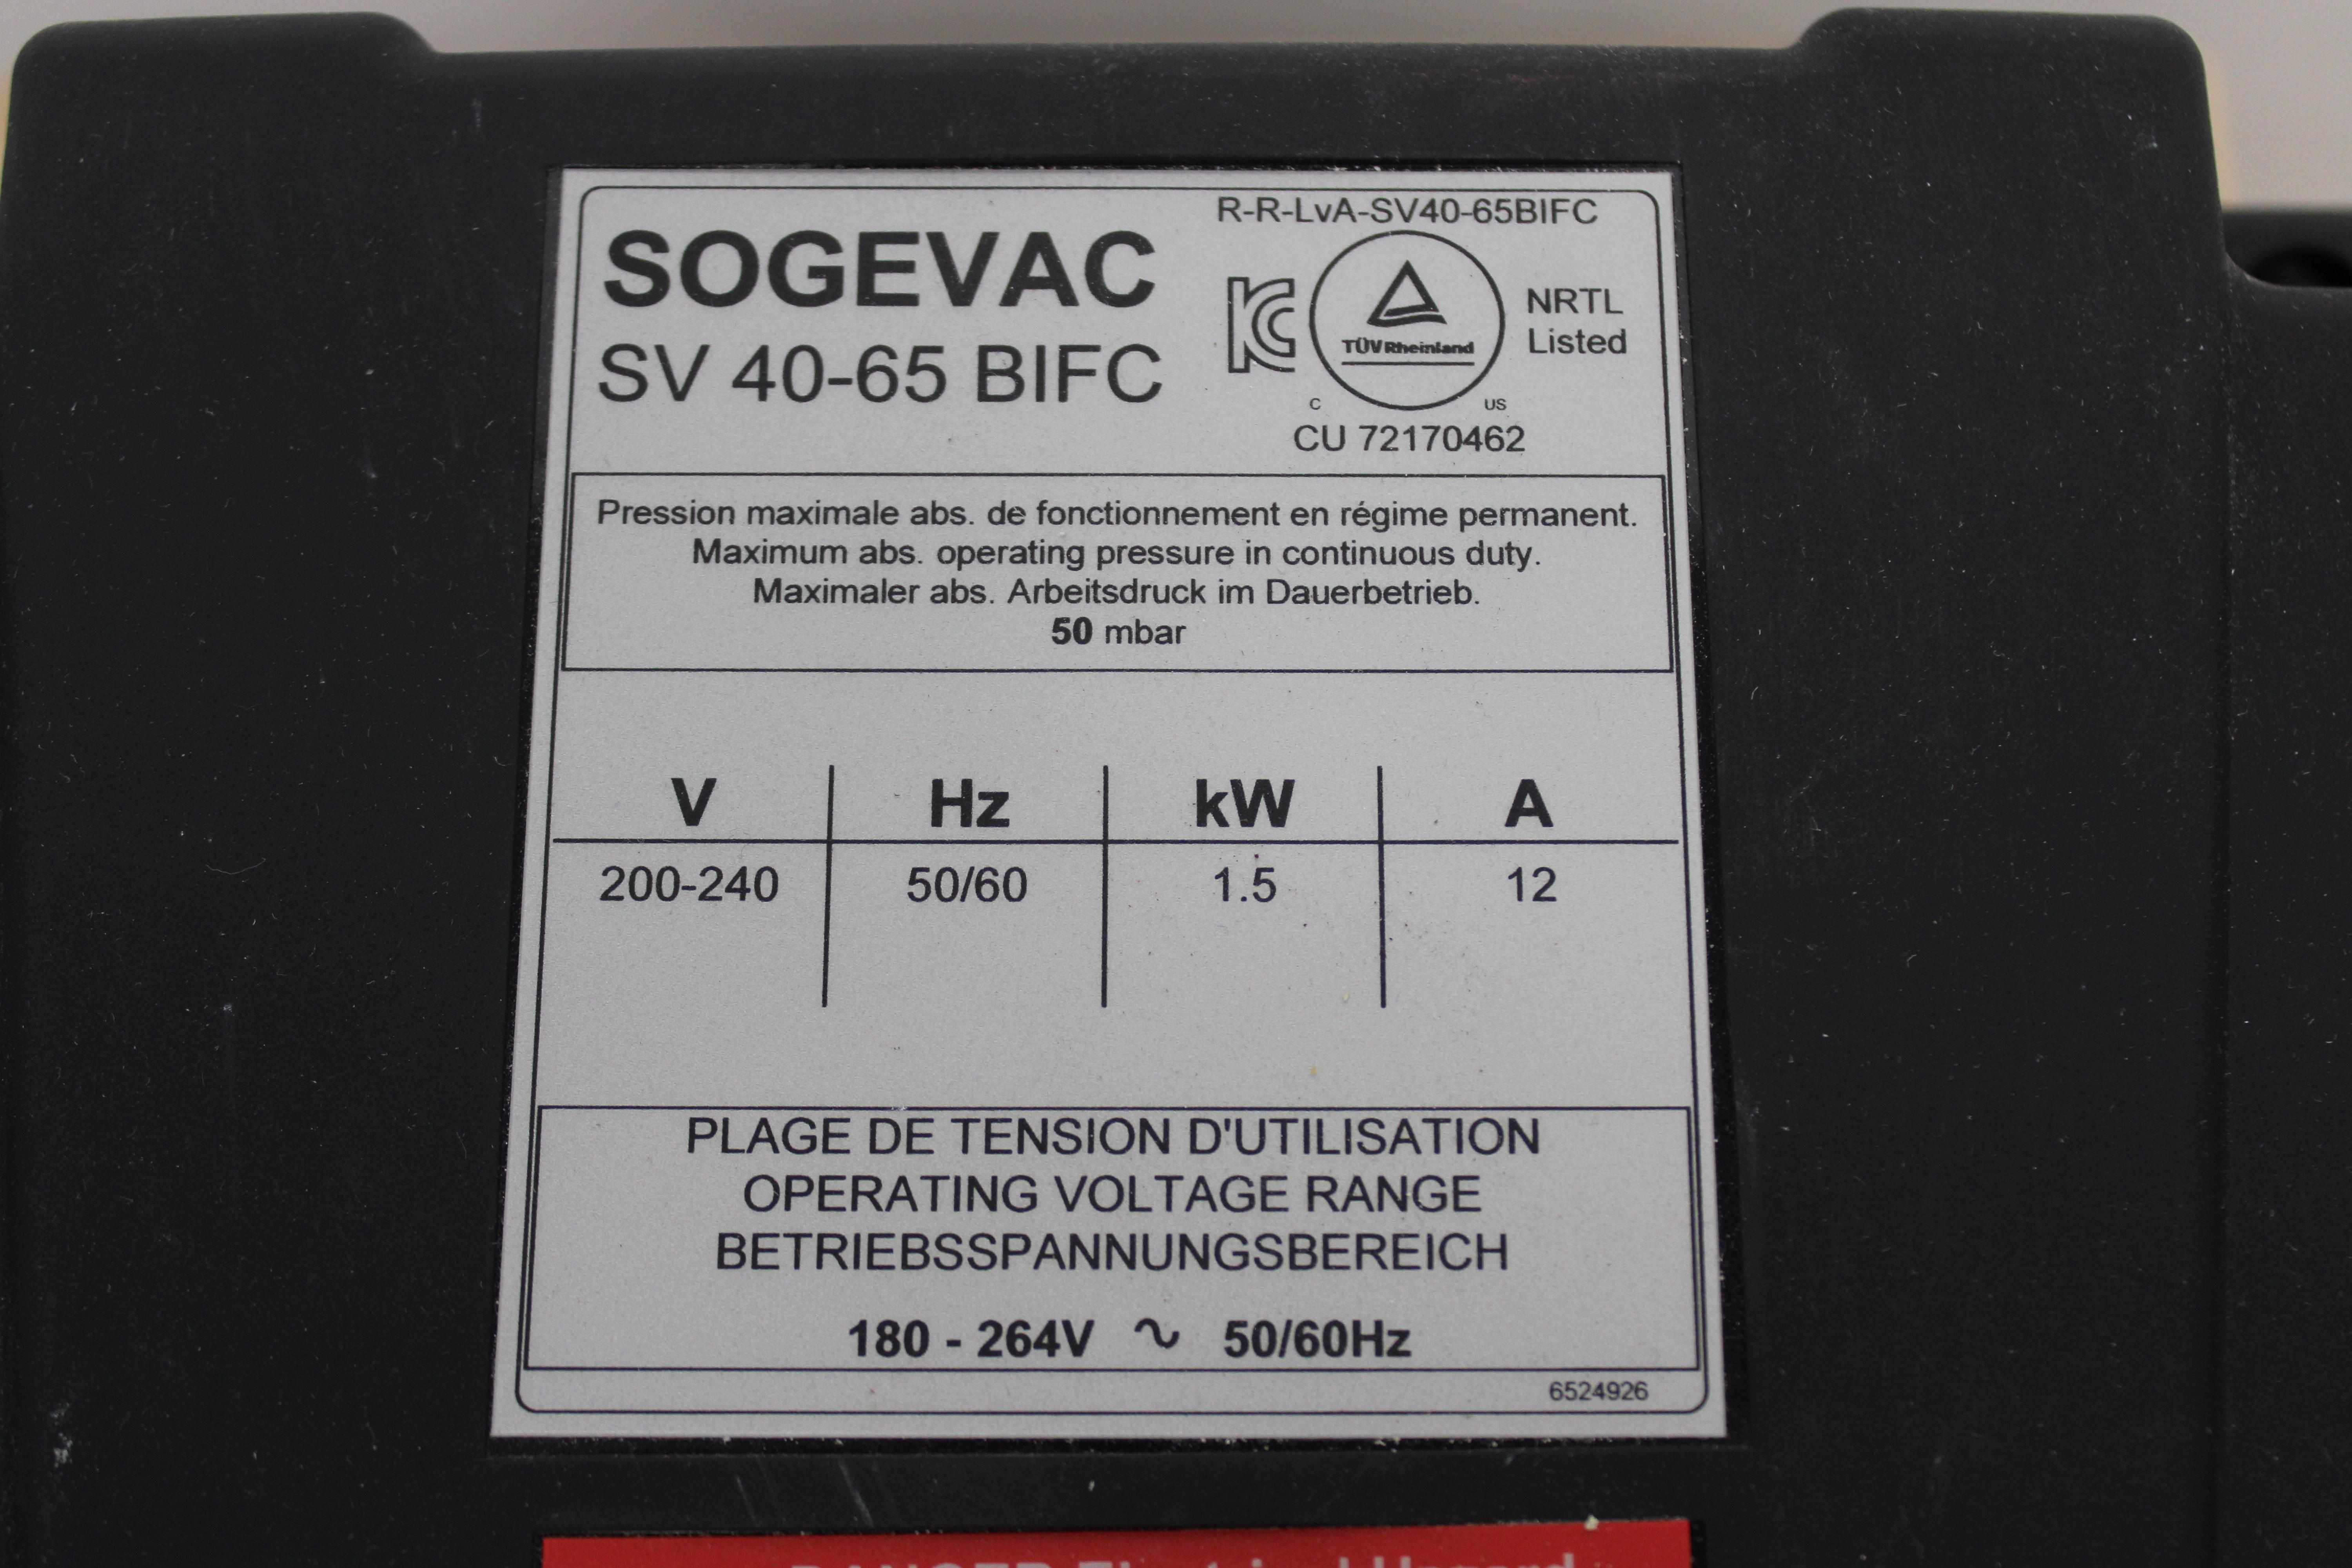 R-R-LvA-SV40-65BIFC
SOGEVAC
SV 40-65 BIFC
KC
TÜVRheinland
NRTL
Listed
C US
CU 72170462
Pression maximale abs. de fonctionnement en régime permanent.
Maximum abs. operating pressure in continuous duty.
Maximaler abs. Arbeitsdruck im Dauerbetrieb.
50 mbar
V Hz kW A
200-240 50/60 1.5 12
PLAGE DE TENSION D'UTILISATION
OPERATING VOLTAGE RANGE
BETRIEBSSPANNUNGSBEREICH
180 - 264V ~ 50/60Hz
6524926